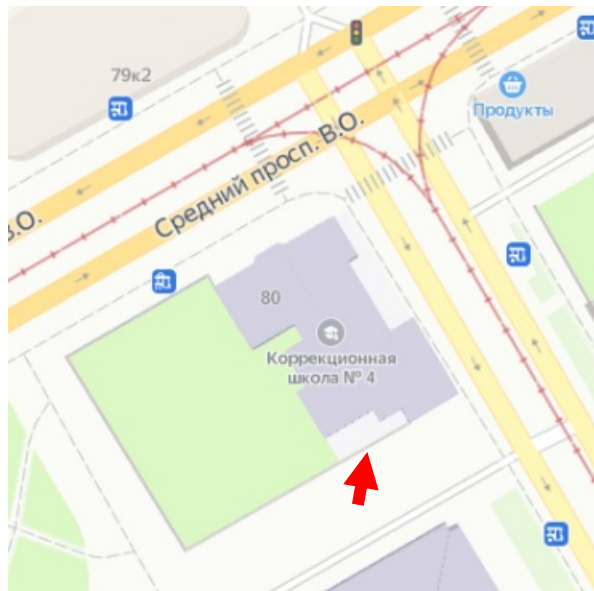 79к2
Продукты
Средний просп. В.О.
В.О.
80
Коррекционная
школа № 4